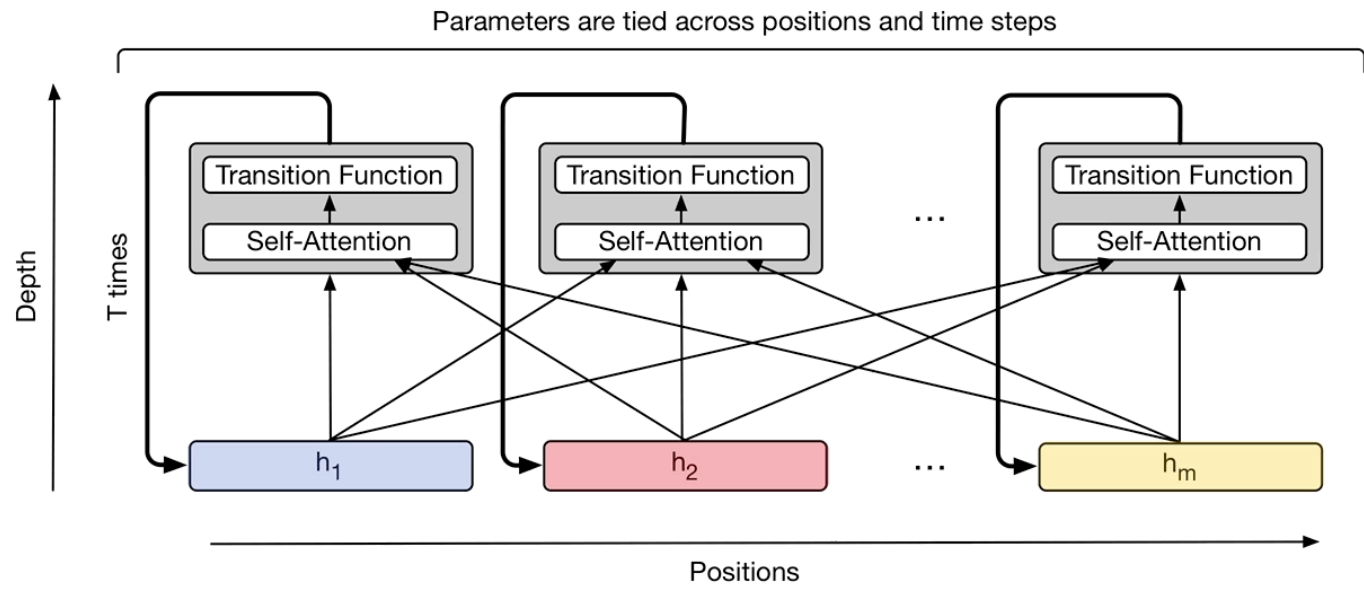 Parameters are tied across positions and time steps
Depth
T times
Transition Function
Transition Function
Transition Function
Self-Attention
Self-Attention
...
Self-Attention
h1
h2
...
hm
Positions